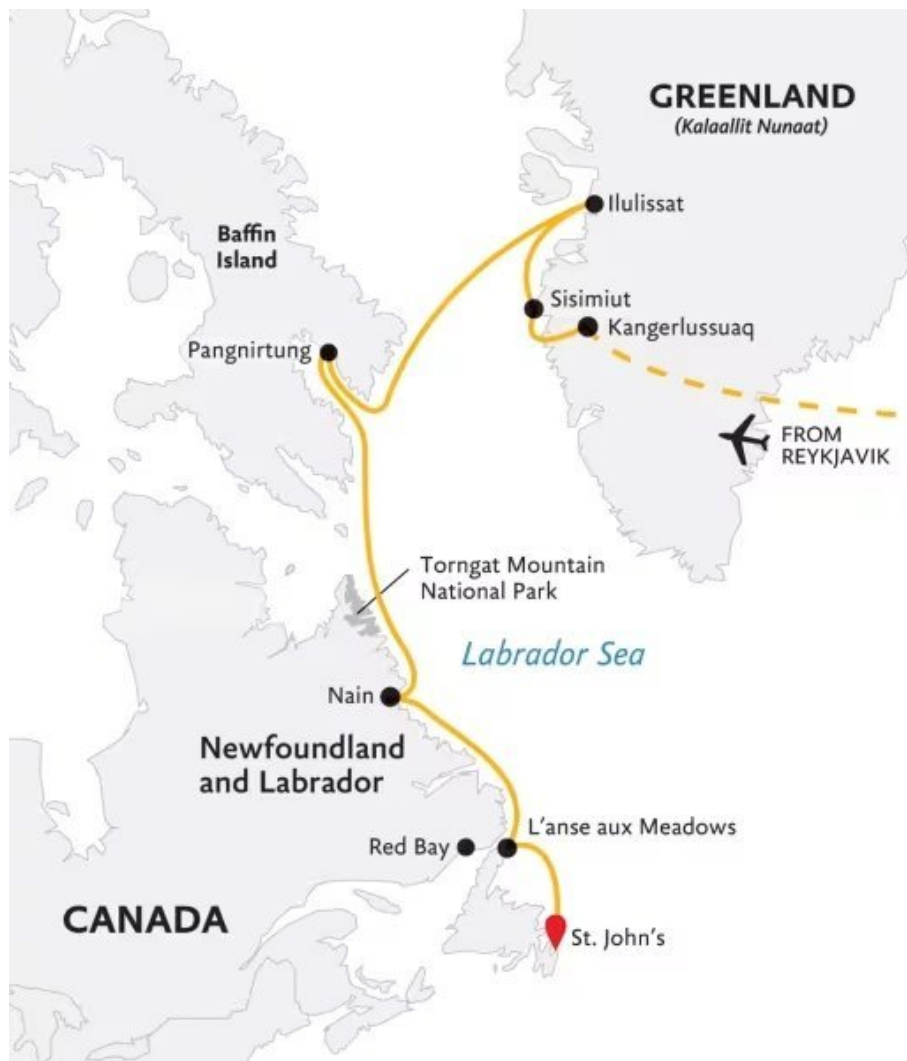 GREENLAND
(Kalaallit Nunaat)
Ilulissat
Baffin
Island
Sisimiut
Kangerlussuaq
Pangnirtung
FROM
REYKJAVIK
Torngat Mountain
National Park
Labrador Sea
Nain
Newfoundland
and Labrador
L'anse aux Meadows
Red Bay
CANADA
St. John's